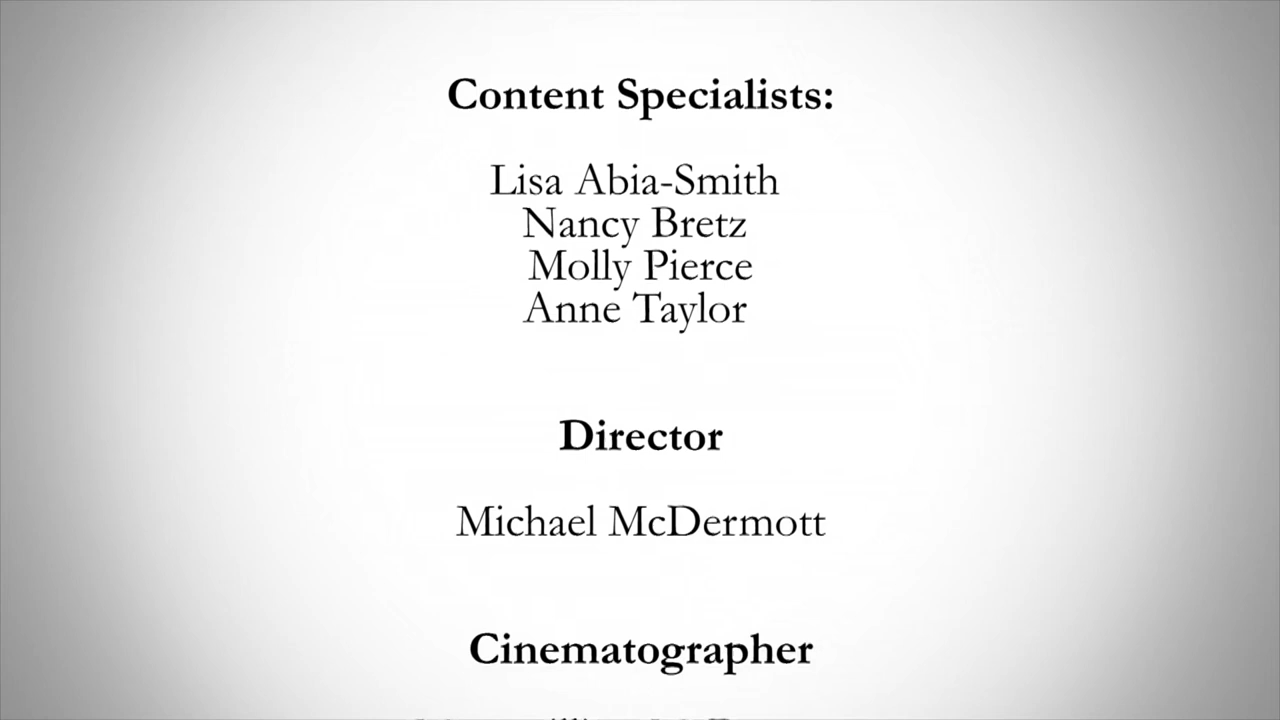 Content Specialists:
Lisa Abia-Smith
Nancy Bretz
Molly Pierce
Anne Taylor
Director
Michael McDermott
Cinematographer